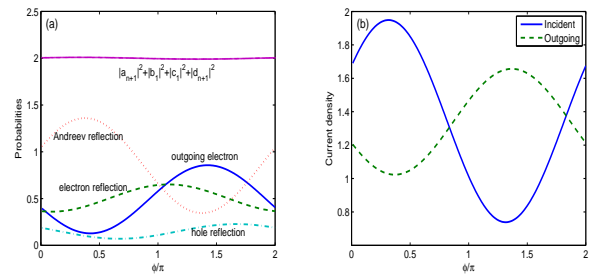 (a)
2.5
2
1.5
1
0.5
0
Probabilities
|a_{n+1}|^2+|b_1|^2+|c_1|^2+|d_{n+1}|^2
Andreev reflection
outgoing electron
electron reflection
hole reflection
0 0.5 1 1.5 2
ϕ/π
(b)
Incident
Outgoing
2
1.8
1.6
1.4
1.2
1
0.8
Current density
0 0.5 1 1.5 2
ϕ/π